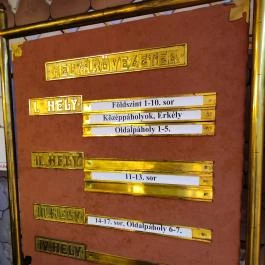 HELYÁRÖVEZETEK
I. HELY
Földszint 1-10. sor
Középpáholyok, Erkély
Oldalpáholy 1-5.
II. HELY
11-13. sor
III. HELY
14-17. sor, Oldalpáholy 6-7.
IV. HELY